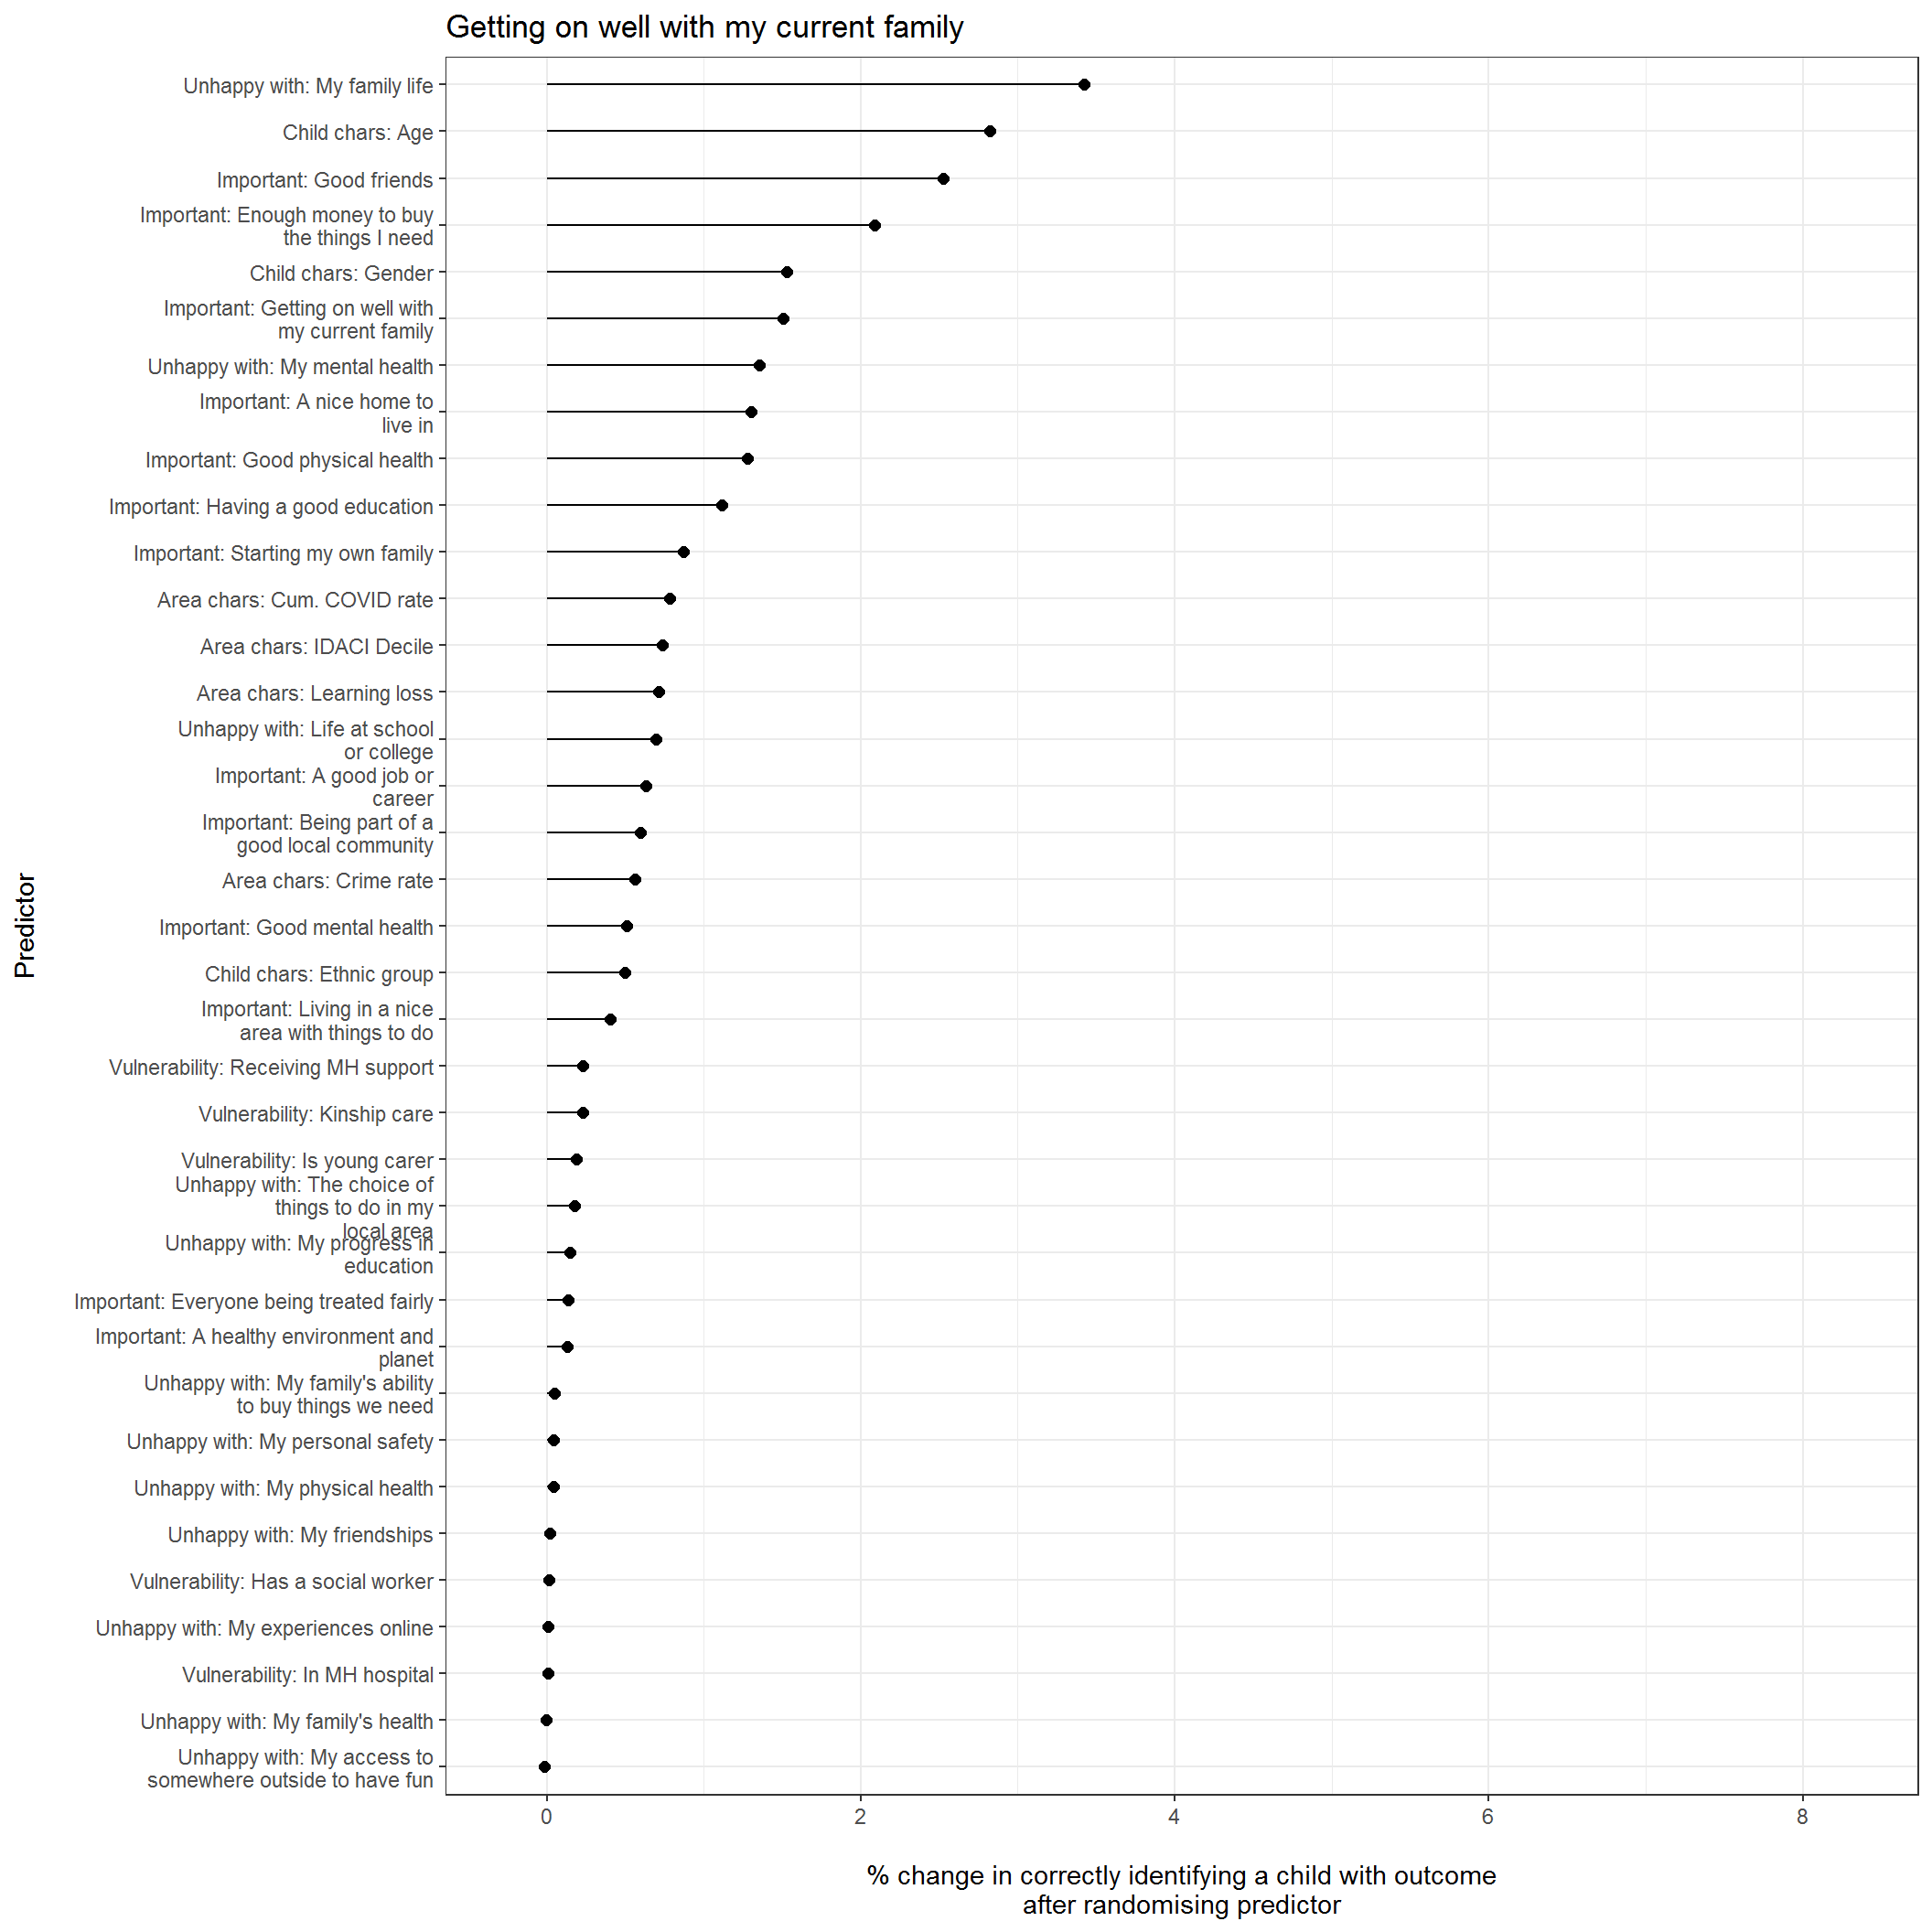 Getting on well with my current family
Unhappy with: My family life
Child chars: Age
Important: Good friends
Important: Enough money to buy
the things I need
Child chars: Gender
Important: Getting on well with
my current family
Unhappy with: My mental health
Important: A nice home to
live in
Important: Good physical health
Important: Having a good education
Important: Starting my own family
Area chars: Cum. COVID rate
Area chars: IDACI Decile
Area chars: Learning loss
Unhappy with: Life at school
or college
Important: A good job or
career
Important: Being part of a
good local community
Area chars: Crime rate
Important: Good mental health
Child chars: Ethnic group
Important: Living in a nice
area with things to do
Vulnerability: Receiving MH support
Vulnerability: Kinship care
Vulnerability: Is young carer
Unhappy with: The choice of
things to do in my
local area
Unhappy with: My progress in
education
Important: Everyone being treated fairly
Important: A healthy environment and
planet
Unhappy with: My family's ability
to buy things we need
Unhappy with: My personal safety
Unhappy with: My physical health
Unhappy with: My friendships
Vulnerability: Has a social worker
Unhappy with: My experiences online
Vulnerability: In MH hospital
Unhappy with: My family's health
Unhappy with: My access to
somewhere outside to have fun
Predictor
0 2 4 6 8
% change in correctly identifying a child with outcome
after randomising predictor